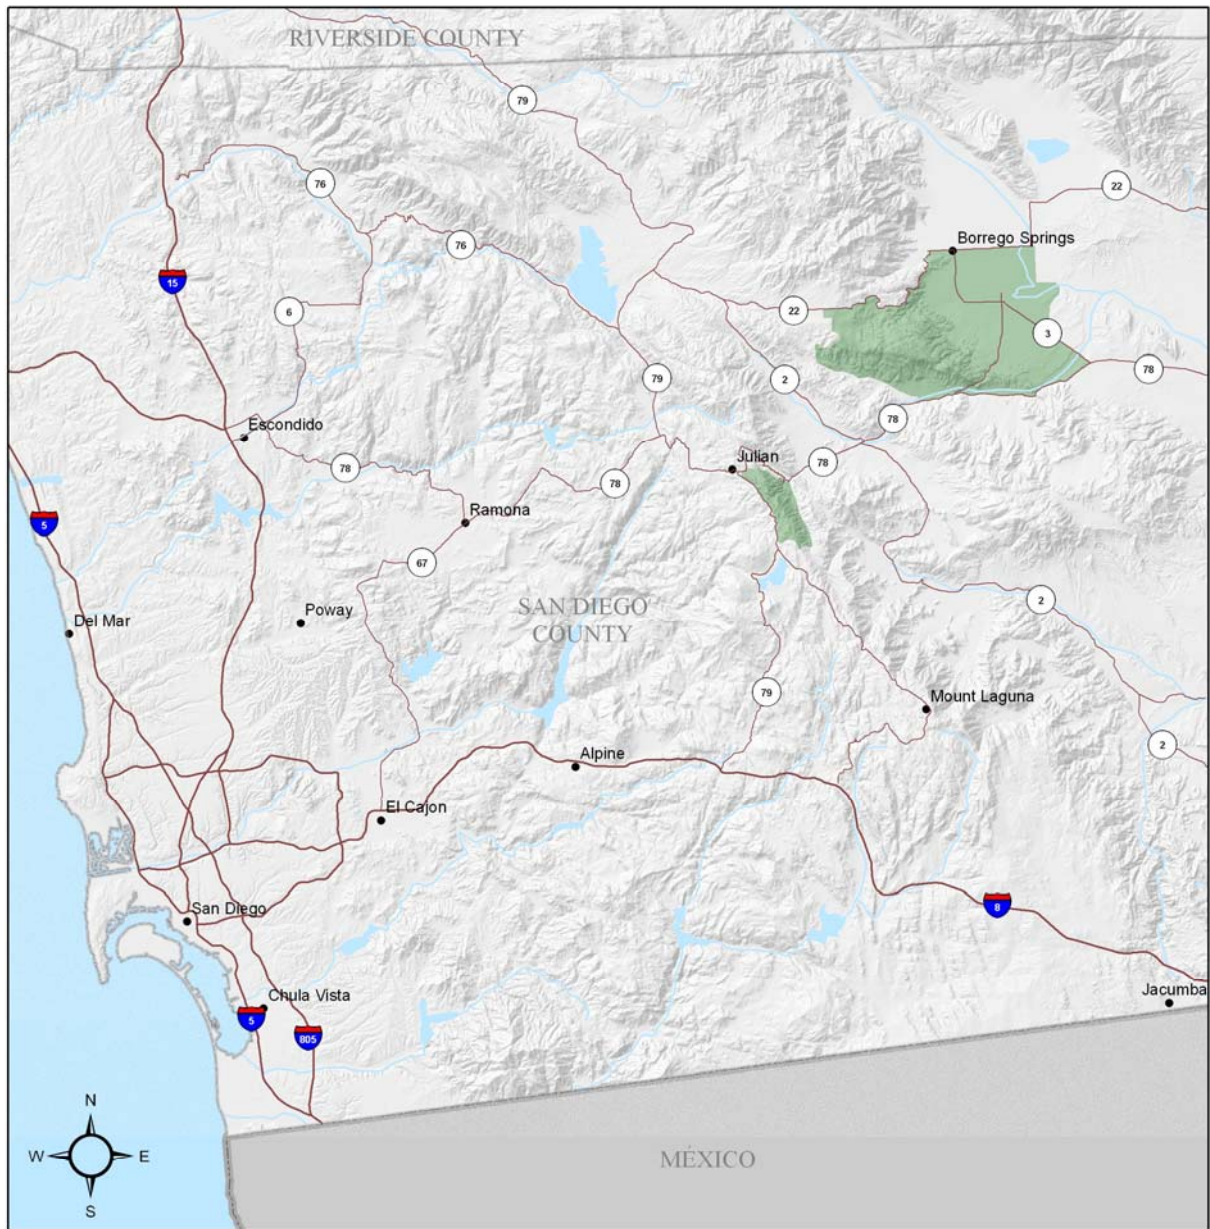 RIVERSIDE COUNTY
79
76
22
Borrego Springs
76
15
22
6
3
78
79
2
78
Escondido
Julian
78
78
78
Ramona
5
67
2
SAN DIEGO
COUNTY
Poway
Del Mar
79
Mount Laguna
2
Alpine
El Cajon
8
San Diego
Jacumba
Chula Vista
5
805
N
W
E
S
MÉXICO